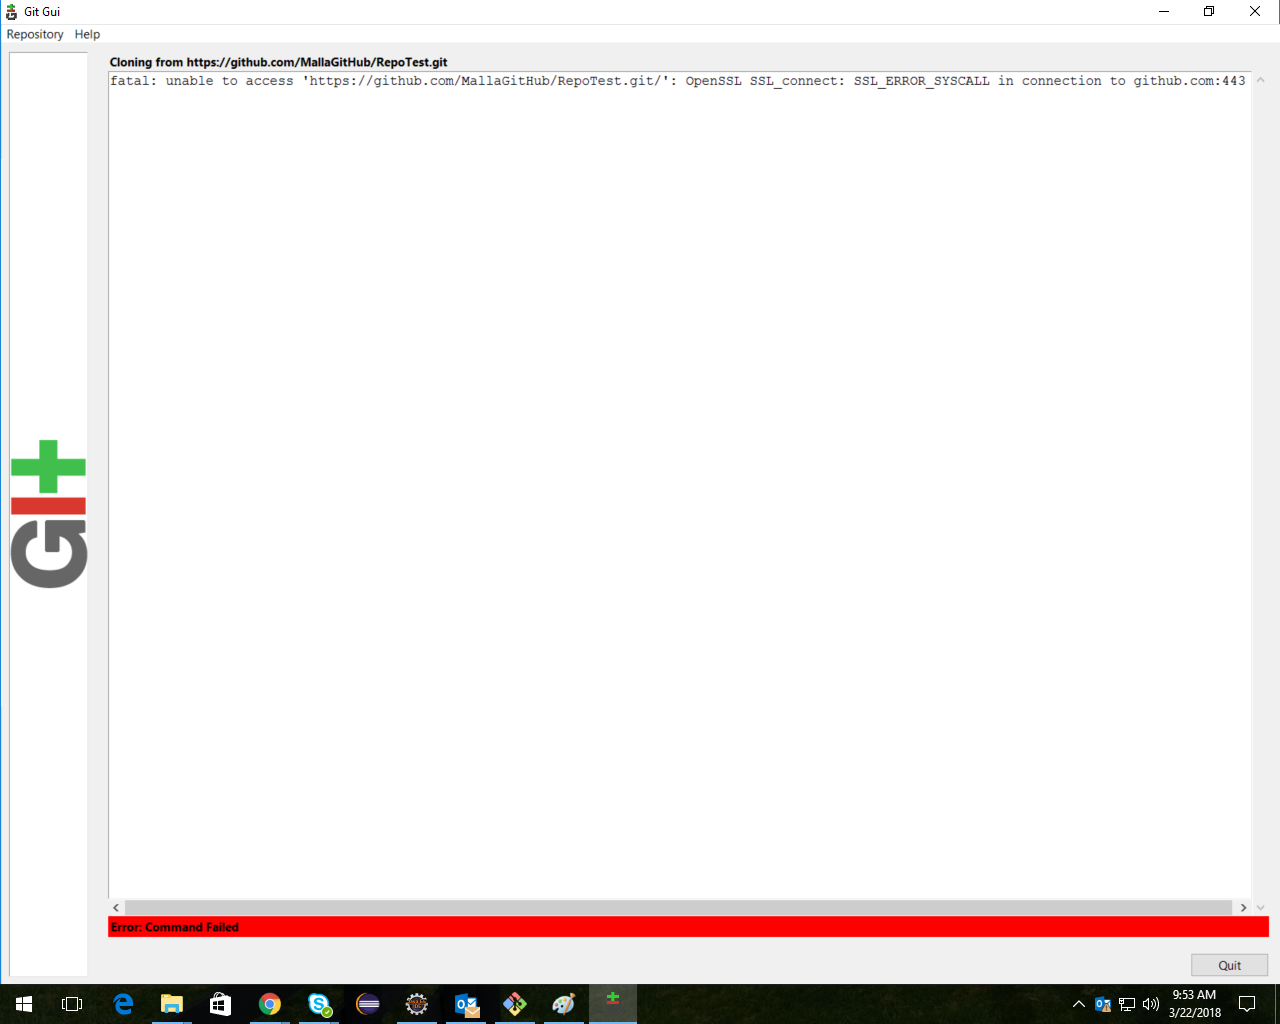 Git Gui
Repository Help
Cloning from https://github.com/MallaGitHub/RepoTest.git
fatal: unable to access 'https://github.com/MallaGitHub/RepoTest.git/': OpenSSL SSL_connect: SSL_ERROR_SYSCALL in connection to github.com:443
GIt
Error: Command Failed
Quit
9:53 AM
3/22/2018